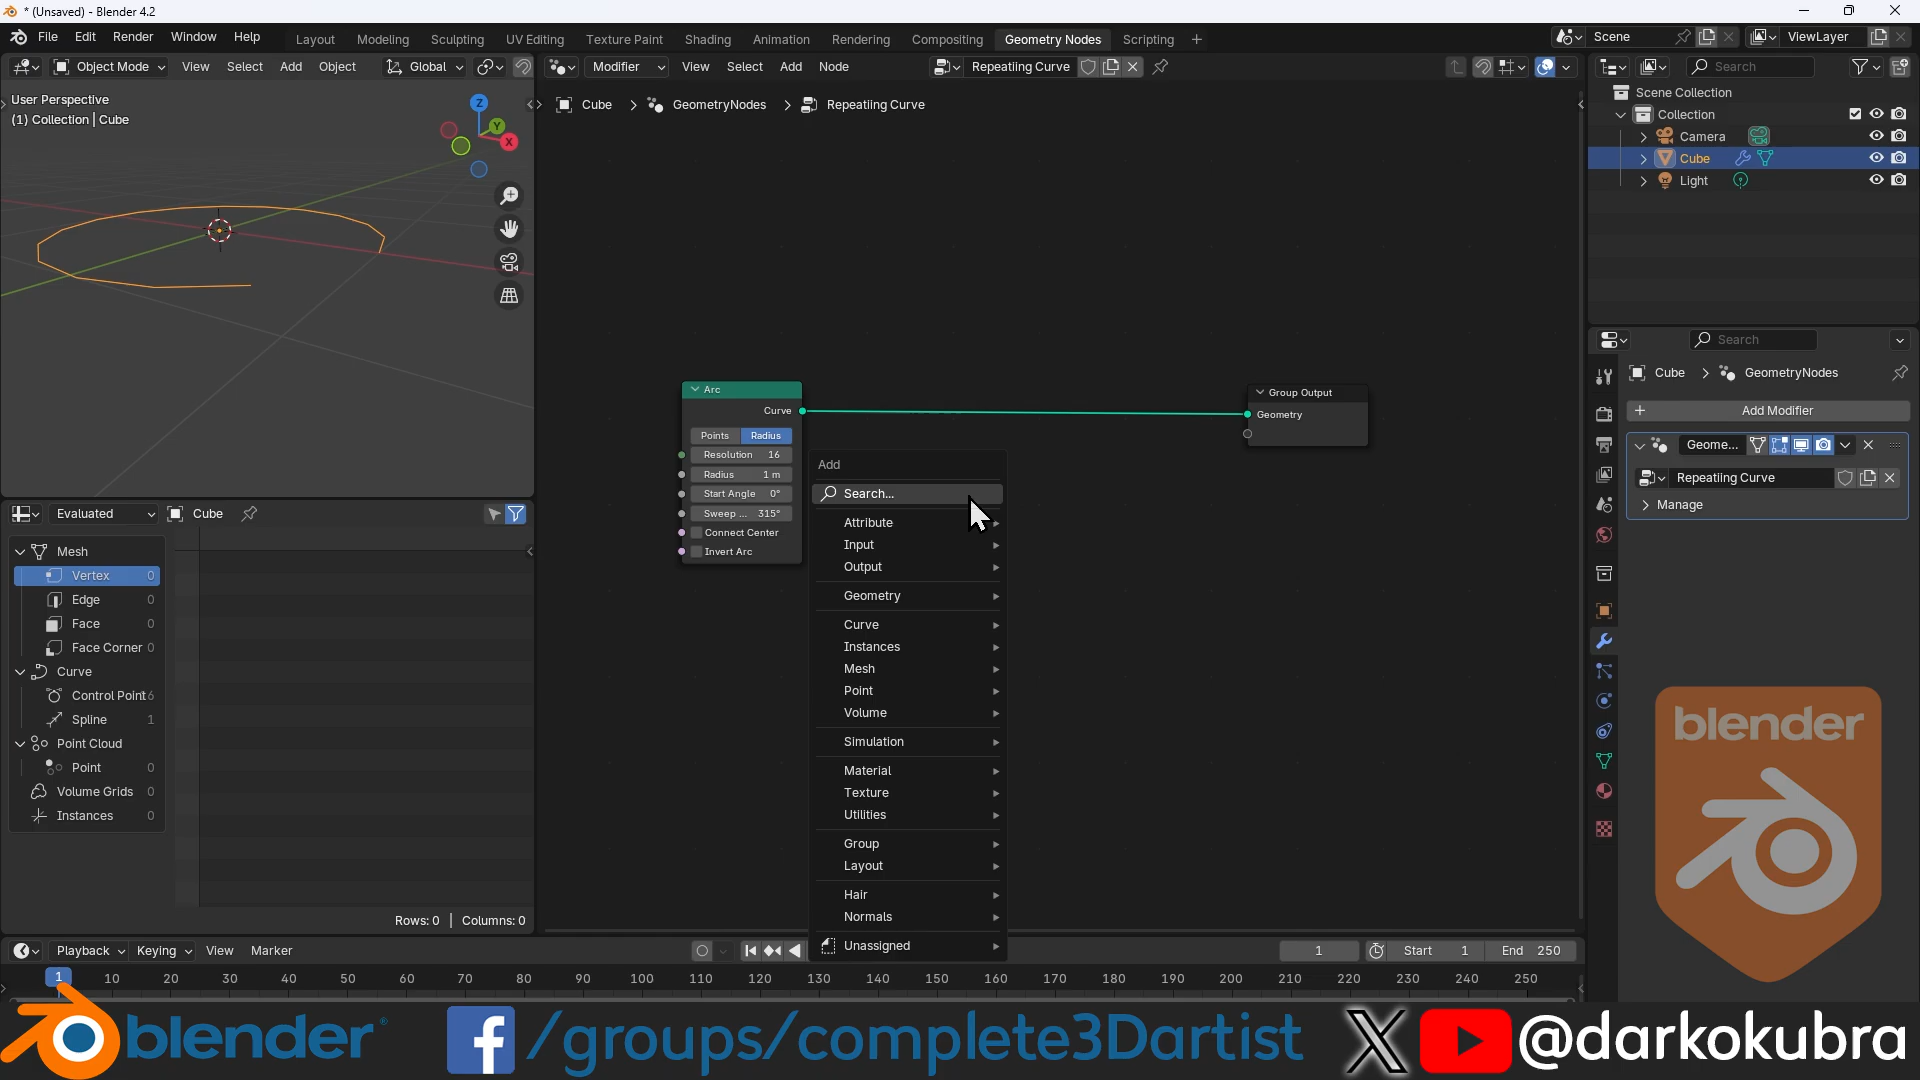 * (Unsaved) - Blender 4.2
File Edit Render Window Help Layout Modeling Sculpting UV Editing Texture Paint Shading Animation Rendering Compositing Geometry Nodes Scripting + Scene ViewLayer
Object Mode View Select Add Object Global Modifier View Select Add Node Repeatiing Curve Search
User Perspective
(1) Collection | Cube
Z
Y
X
Cube > GeometryNodes > Repeatiing Curve
Scene Collection
Collection
Camera
Cube
Light
Search
Cube > GeometryNodes
+ Add Modifier
Geome...
Repeatiing Curve
Manage
Arc
Curve
Points Radius
Resolution 16
Radius 1 m
Start Angle 0°
Sweep ... 315°
Connect Center
Invert Arc
Group Output
Geometry
Add
Search...
Attribute
Input
Output
Geometry
Curve
Instances
Mesh
Point
Volume
Simulation
Material
Texture
Utilities
Group
Layout
Hair
Normals
Unassigned
Evaluated Cube
Mesh
Vertex 0
Edge 0
Face 0
Face Corner 0
Curve
Control Point 16
Spline 1
Point Cloud
Point 0
Volume Grids 0
Instances 0
Rows: 0 | Columns: 0
Playback Keying View Marker 1 Start 1 End 250
1 10 20 30 40 50 60 70 80 90 100 110 120 130 140 150 160 170 180 190 200 210 220 230 240 250
blender
blender
f /groups/complete3Dartist X @darkokubra